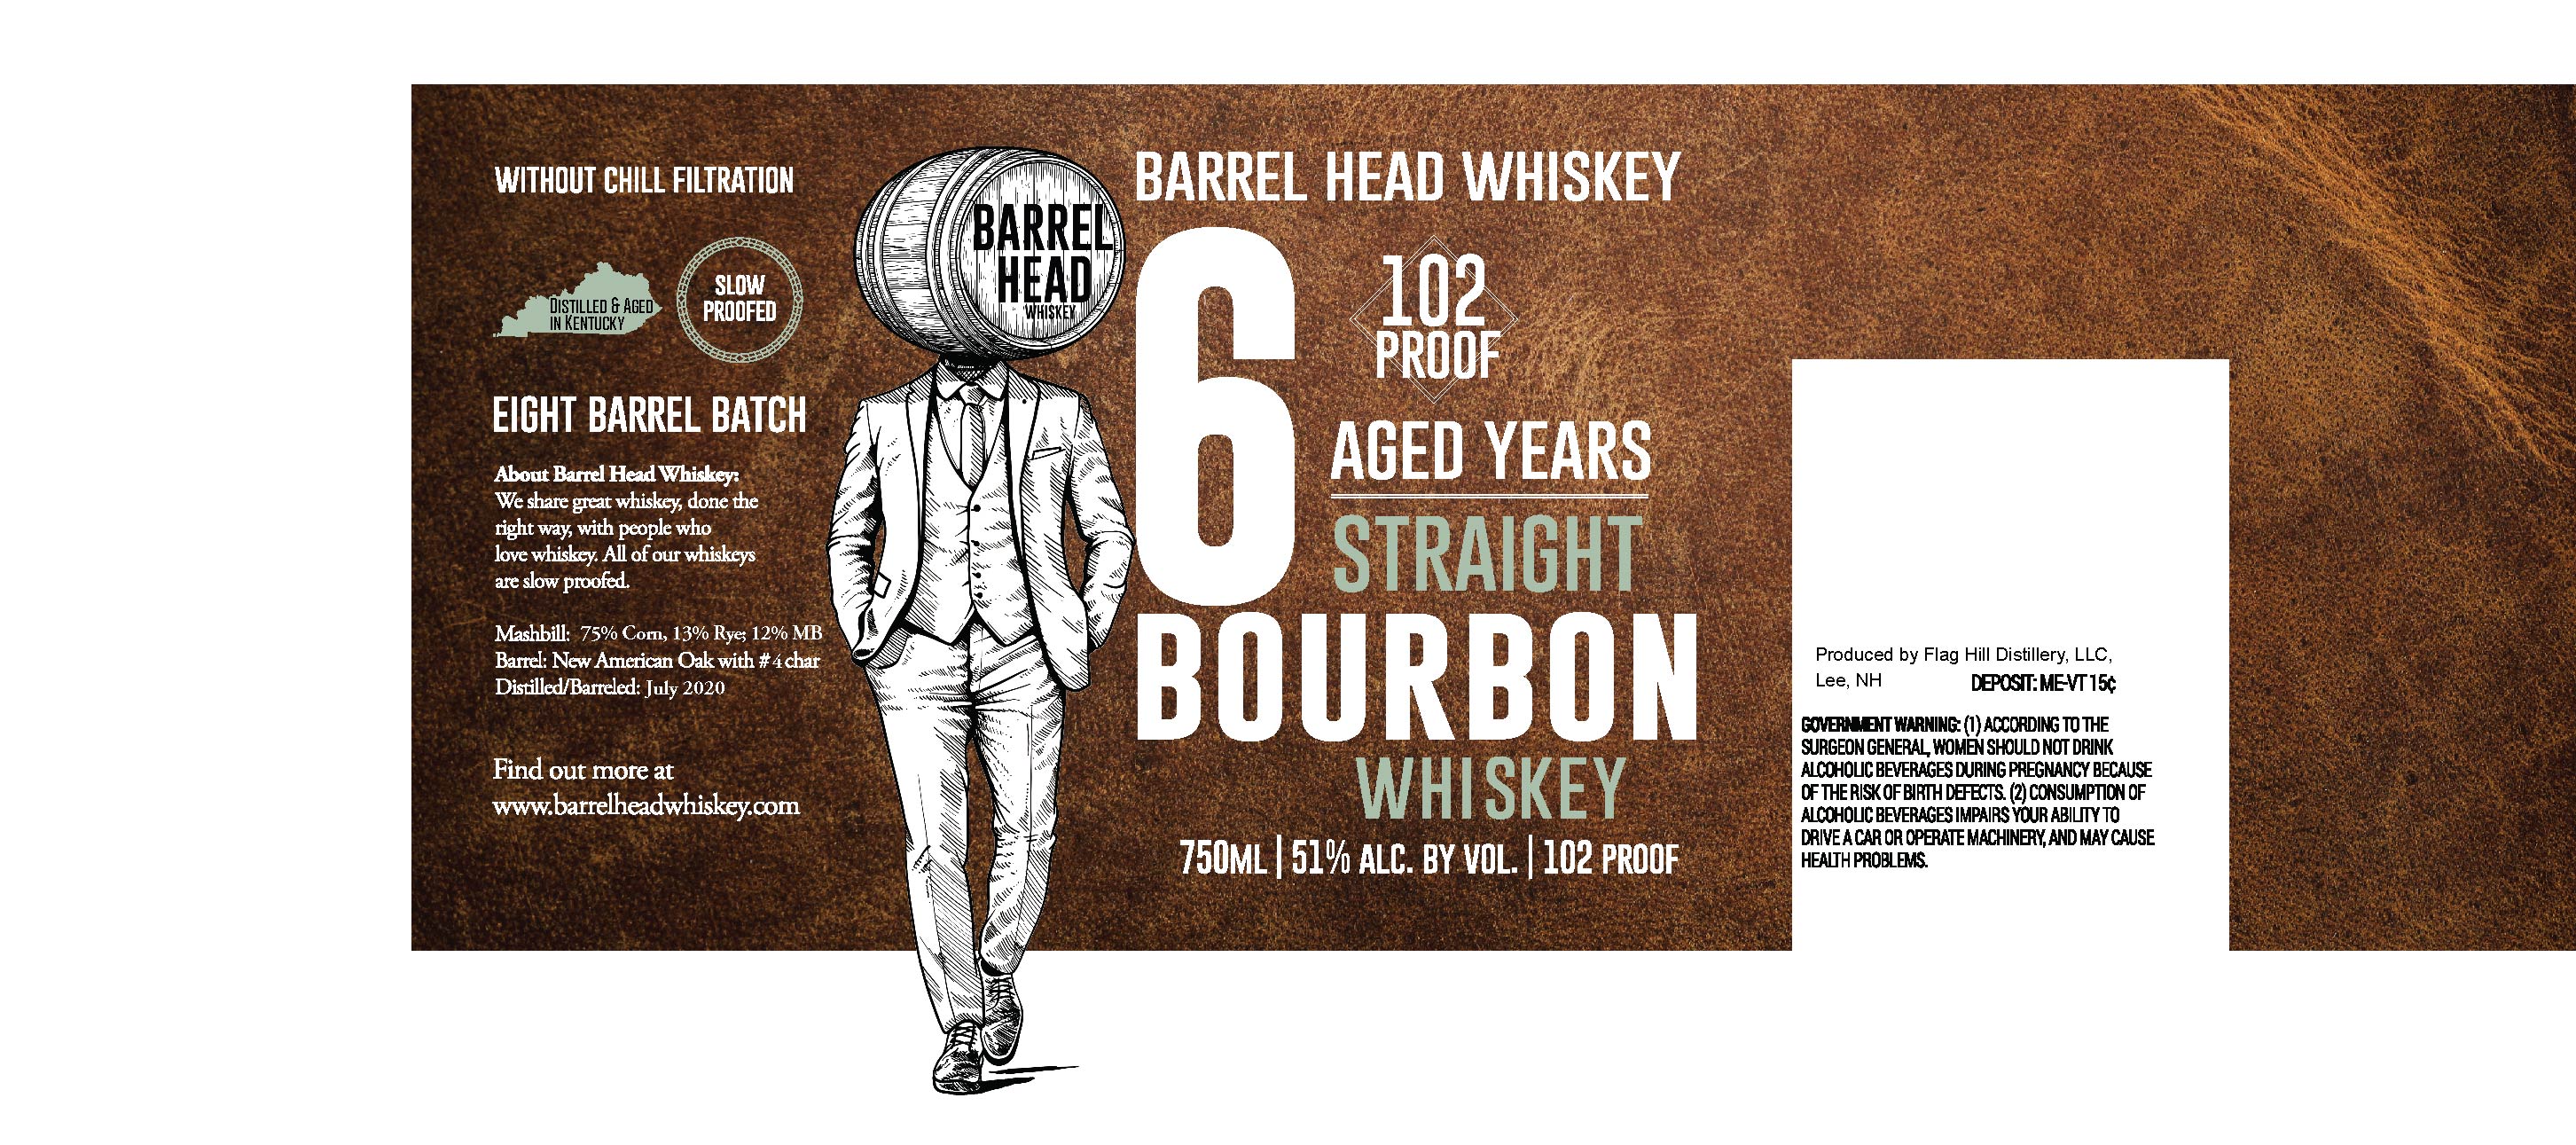 WITHOUT CHILL FILTRATION
DISTILLED & AGED
IN KENTUCKY
SLOW
PROOFED
EIGHT BARREL BATCH
About Barrel Head Whiskey:
We share great whiskey, done the
right way, with people who
love whiskey. All of our whiskeys
are slow proofed.
Mashbill: 75% Corn, 13% Rye; 12% MB
Barrel: New American Oak with #4 char
Distilled/Barreled: July 2020
Find out more at
www.barrelheadwhiskey.com
BARREL
HEAD
WHISKEY
BARREL HEAD WHISKEY
6
102
PROOF
AGED YEARS
STRAIGHT
BOURBON
WHISKEY
750ML | 51% ALC. BY VOL. | 102 PROOF
Produced by Flag Hill Distillery, LLC,
Lee, NH
DEPOSIT: ME-VT 15¢
GOVERNMENT WARNING: (1) ACCORDING TO THE
SURGEON GENERAL, WOMEN SHOULD NOT DRINK
ALCOHOLIC BEVERAGES DURING PREGNANCY BECAUSE
OF THE RISK OF BIRTH DEFECTS. (2) CONSUMPTION OF
ALCOHOLIC BEVERAGES IMPAIRS YOUR ABILITY TO
DRIVE A CAR OR OPERATE MACHINERY, AND MAY CAUSE
HEALTH PROBLEMS.